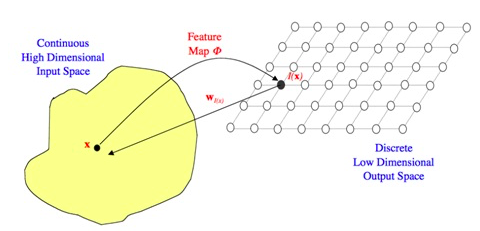 Continuous
High Dimensional
Input Space
Feature
Map Φ
I(x)
w_I(x)
x
Discrete
Low Dimensional
Output Space